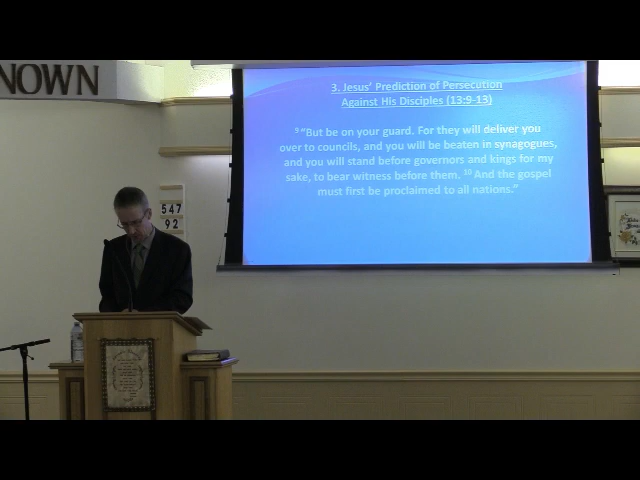 NOWN
3. Jesus' Prediction of Persecution
Against His Disciples (13:9-13)
9 "But be on your guard. For they will deliver you
over to councils, and you will be beaten in synagogues,
and you will stand before governors and kings for my
sake, to bear witness before them. 10 And the gospel
must first be proclaimed to all nations."
547
92